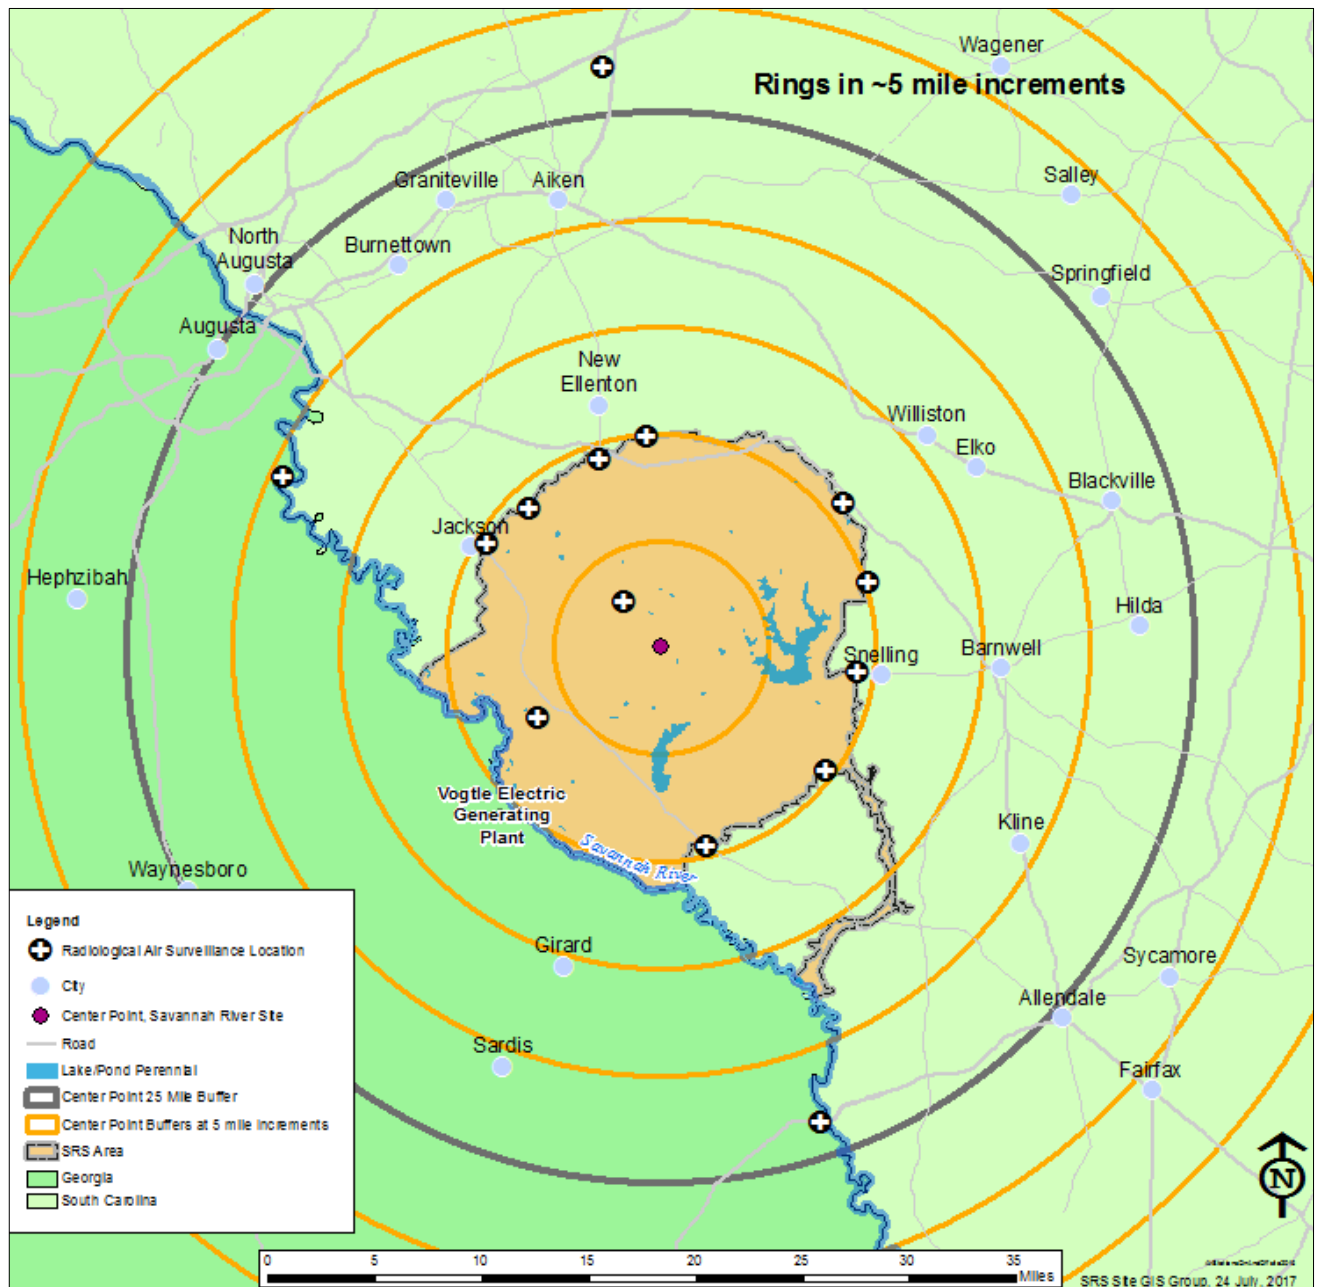 Wagener
Rings in ~5 mile increments
Salley
Graniteville
Aiken
North
Augusta
Burnettown
Springfield
Augusta
New
Ellenton
Williston
Elko
Blackville
Jackson
Hephzibah
Hilda
Snelling
Barnwell
Vogtle Electric
Generating
Plant
Savannah River
Kline
Waynesboro
Girard
Sycamore
Allendale
Sardis
Fairfax
Legend
Radiological Air Surveillance Location
City
Center Point, Savannah River Site
Road
Lake/Pond Perennial
Center Point 25 Mile Buffer
Center Point Buffers at 5 mile increments
SRS Area
Georgia
South Carolina
N
0 5 10 15 20 25 30 35
Miles
SRS Site GIS Group, 24 July, 2017